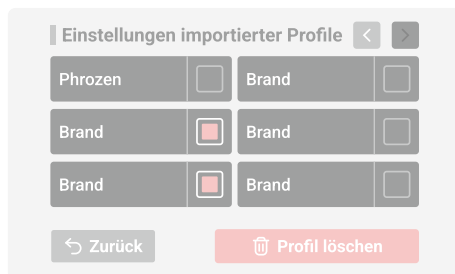 Einstellungen importierter Profile
Phrozen Brand
Brand Brand
Brand Brand
Zurück Profil löschen